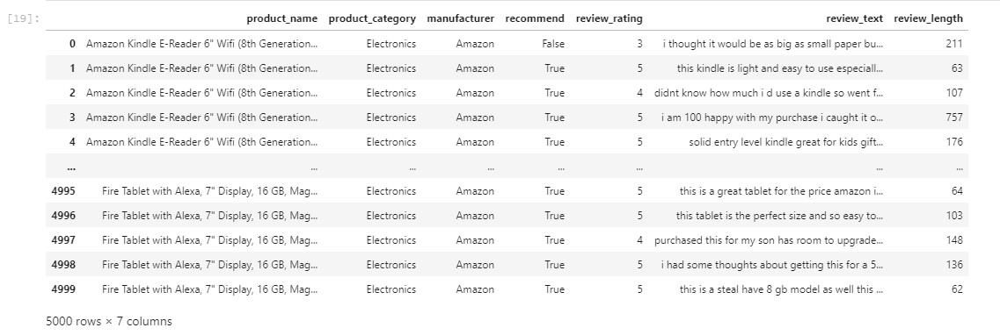 [19]:
product_name product_category manufacturer recommend review_rating review_text review_length
0 Amazon Kindle E-Reader 6" Wifi (8th Generation... Electronics Amazon False 3 i thought it would be as big as small paper bu... 211
1 Amazon Kindle E-Reader 6" Wifi (8th Generation... Electronics Amazon True 5 this kindle is light and easy to use especiall... 63
2 Amazon Kindle E-Reader 6" Wifi (8th Generation... Electronics Amazon True 4 didnt know how much i d use a kindle so went f... 107
3 Amazon Kindle E-Reader 6" Wifi (8th Generation... Electronics Amazon True 5 i am 100 happy with my purchase i caught it o... 757
4 Amazon Kindle E-Reader 6" Wifi (8th Generation... Electronics Amazon True 5 solid entry level kindle great for kids gift... 176
... ... ... ... ... ... ... ...
4995 Fire Tablet with Alexa, 7" Display, 16 GB, Mag... Electronics Amazon True 5 this is a great tablet for the price amazon i... 64
4996 Fire Tablet with Alexa, 7" Display, 16 GB, Mag... Electronics Amazon True 5 this tablet is the perfect size and so easy to... 103
4997 Fire Tablet with Alexa, 7" Display, 16 GB, Mag... Electronics Amazon True 4 purchased this for my son has room to upgrade... 148
4998 Fire Tablet with Alexa, 7" Display, 16 GB, Mag... Electronics Amazon True 5 i had some thoughts about getting this for a 5... 136
4999 Fire Tablet with Alexa, 7" Display, 16 GB, Mag... Electronics Amazon True 5 this is a steal have 8 gb model as well this ... 62
5000 rows × 7 columns